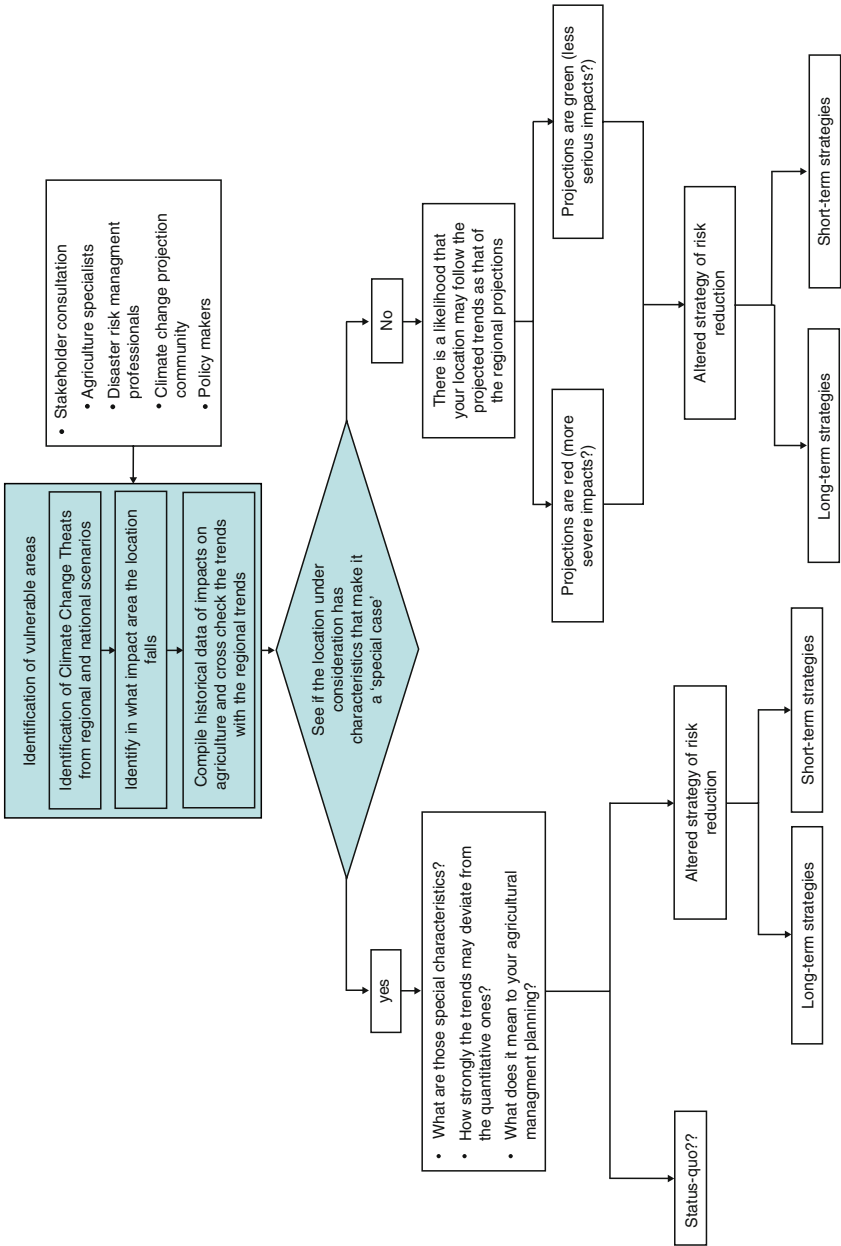 Identification of vulnerable areas
Identification of Climate Change Theats
from regional and national scenarios
Identify in what impact area the location
falls
Compile historical data of impacts on
agriculture and cross check the trends
with the regional trends
• Stakeholder consultation
• Agriculture specialists
• Disaster risk managment
professionals
• Climate change projection
community
• Policy makers
See if the location under
consideration has
characteristics that make it
a ‘special case’
yes
No
• What are those special characteristics?
• How strongly the trends may deviate from
the quantitative ones?
• What does it mean to your agricultural
managment planning?
There is a likelihood that
your location may follow the
projected trends as that of
the regional projections
Projections are red (more
severe impacts?)
Projections are green (less
serious impacts?)
Status-quo??
Altered strategy of risk
reduction
Long-term strategies
Short-term strategies
Altered strategy of risk
reduction
Long-term strategies
Short-term strategies